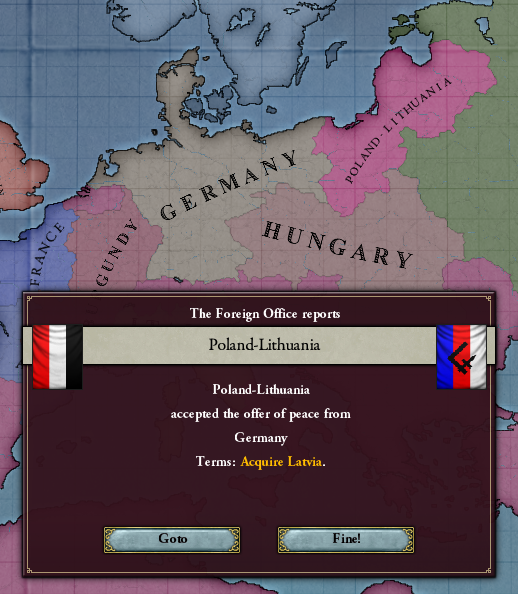 POLAND-LITHUANIA
GERMANY
HUNGARY
FRANCE
GUNDY
The Foreign Office reports
Poland-Lithuania
Poland-Lithuania
accepted the offer of peace from
Germany
Terms: Acquire Latvia.
Goto
Fine!